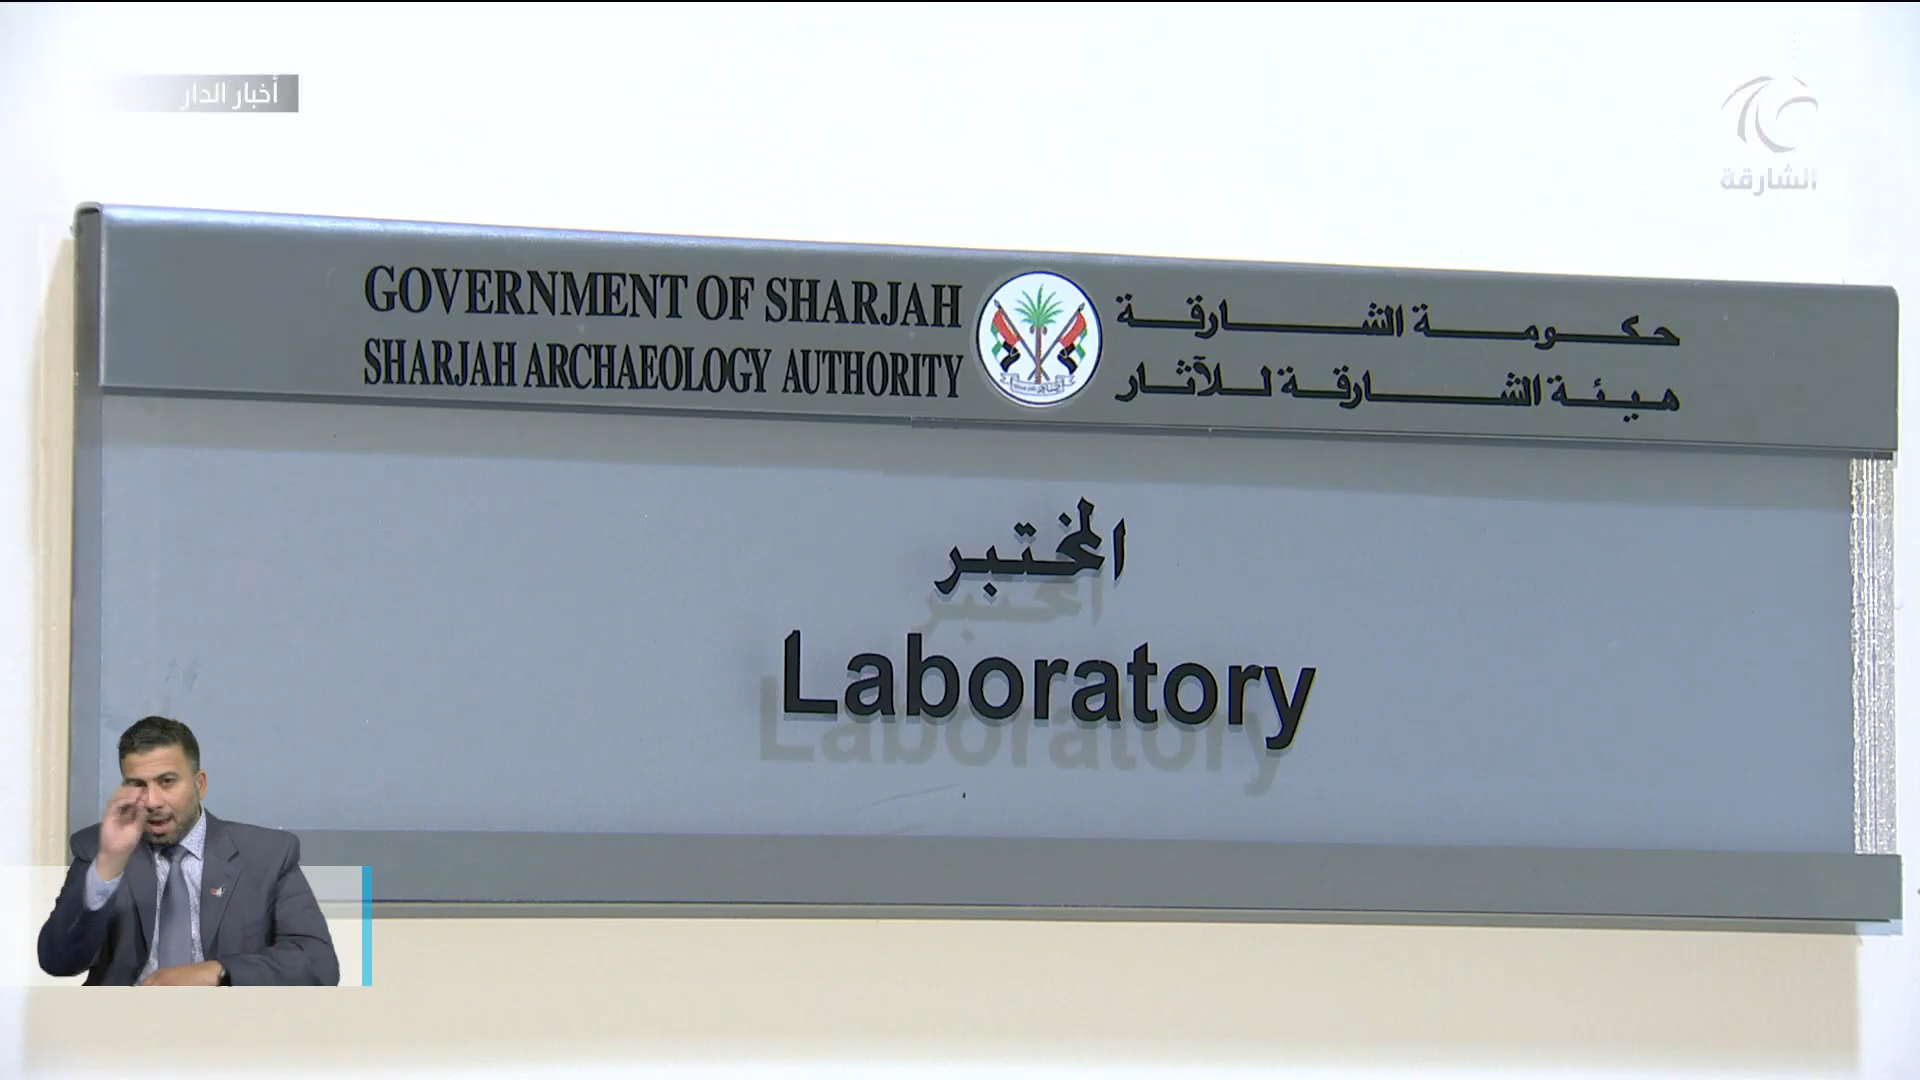 أخبار الدار
الشارقة
GOVERNMENT OF SHARJAH
SHARJAH ARCHAEOLOGY AUTHORITY
حكومة الشارقة
هيئة الشارقة للآثار
المختبر
Laboratory